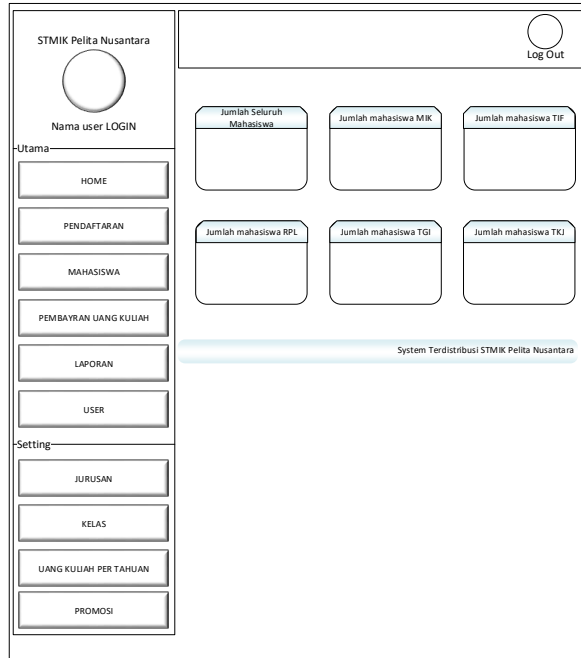 STMIK Pelita Nusantara
Nama user LOGIN
Utama
HOME
PENDAFTARAN
MAHASISWA
PEMBAYRAN UANG KULIAH
LAPORAN
USER
Setting
JURUSAN
KELAS
UANG KULIAH PER TAHUAN
PROMOSI
Log Out
Jumlah Seluruh
Mahasiswa
Jumlah mahasiswa MIK
Jumlah mahasiswa TIF
Jumlah mahasiswa RPL
Jumlah mahasiswa TGI
Jumlah mahasiswa TKJ
System Terdistribusi STMIK Pelita Nusantara